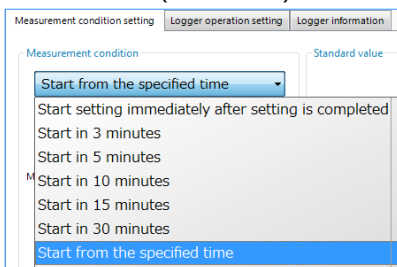 Measurement condition setting Logger operation setting Logger information
Measurement condition Standard value
Start from the specified time
Start setting immediately after setting is completed
Start in 3 minutes
Start in 5 minutes
M Start in 10 minutes
Start in 15 minutes
Start in 30 minutes
Start from the specified time